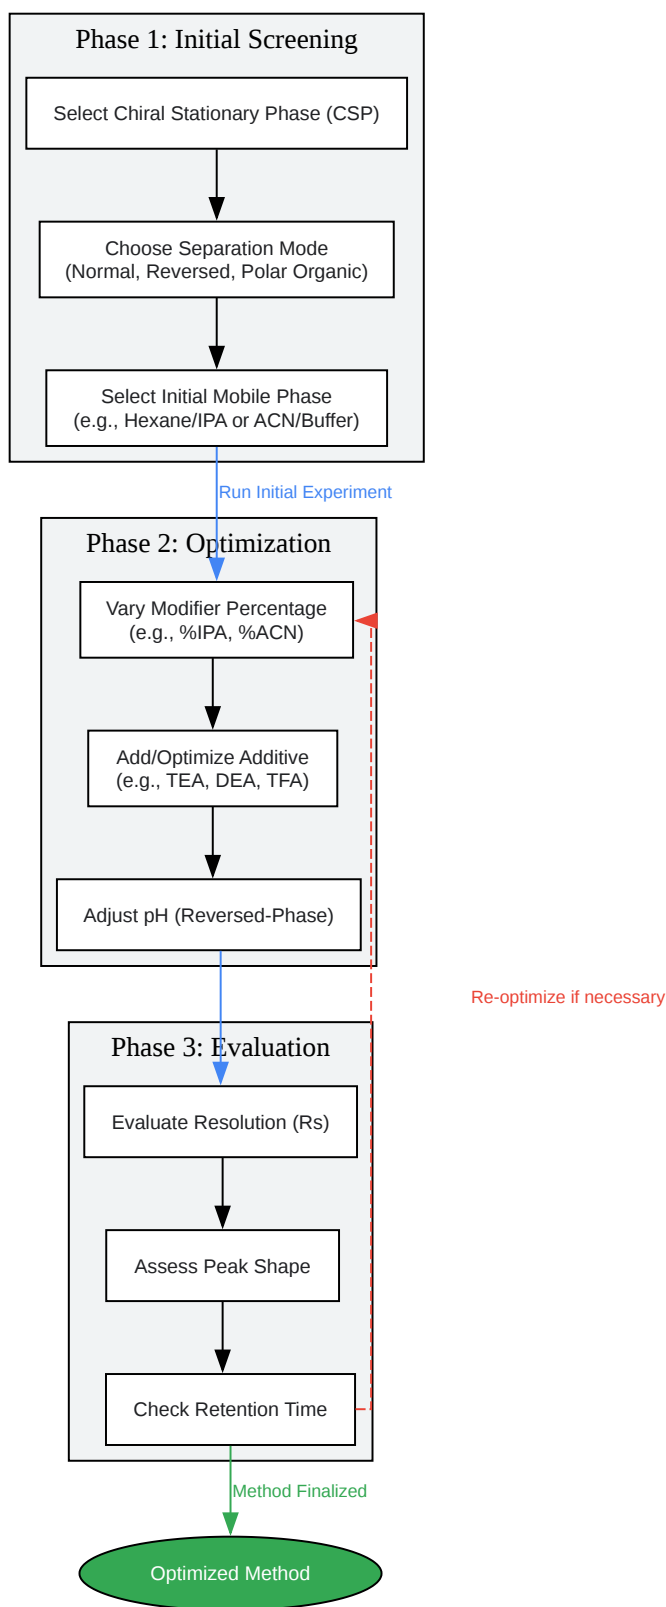 Phase 1: Initial Screening
Select Chiral Stationary Phase (CSP)
Choose Separation Mode
(Normal, Reversed, Polar Organic)
Select Initial Mobile Phase
(e.g., Hexane/IPA or ACN/Buffer)
Run Initial Experiment
Phase 2: Optimization
Vary Modifier Percentage
(e.g., %IPA, %ACN)
Add/Optimize Additive
(e.g., TEA, DEA, TFA)
Adjust pH (Reversed-Phase)
Re-optimize if necessary
Phase 3: Evaluation
Evaluate Resolution (Rs)
Assess Peak Shape
Check Retention Time
Method Finalized
Optimized Method